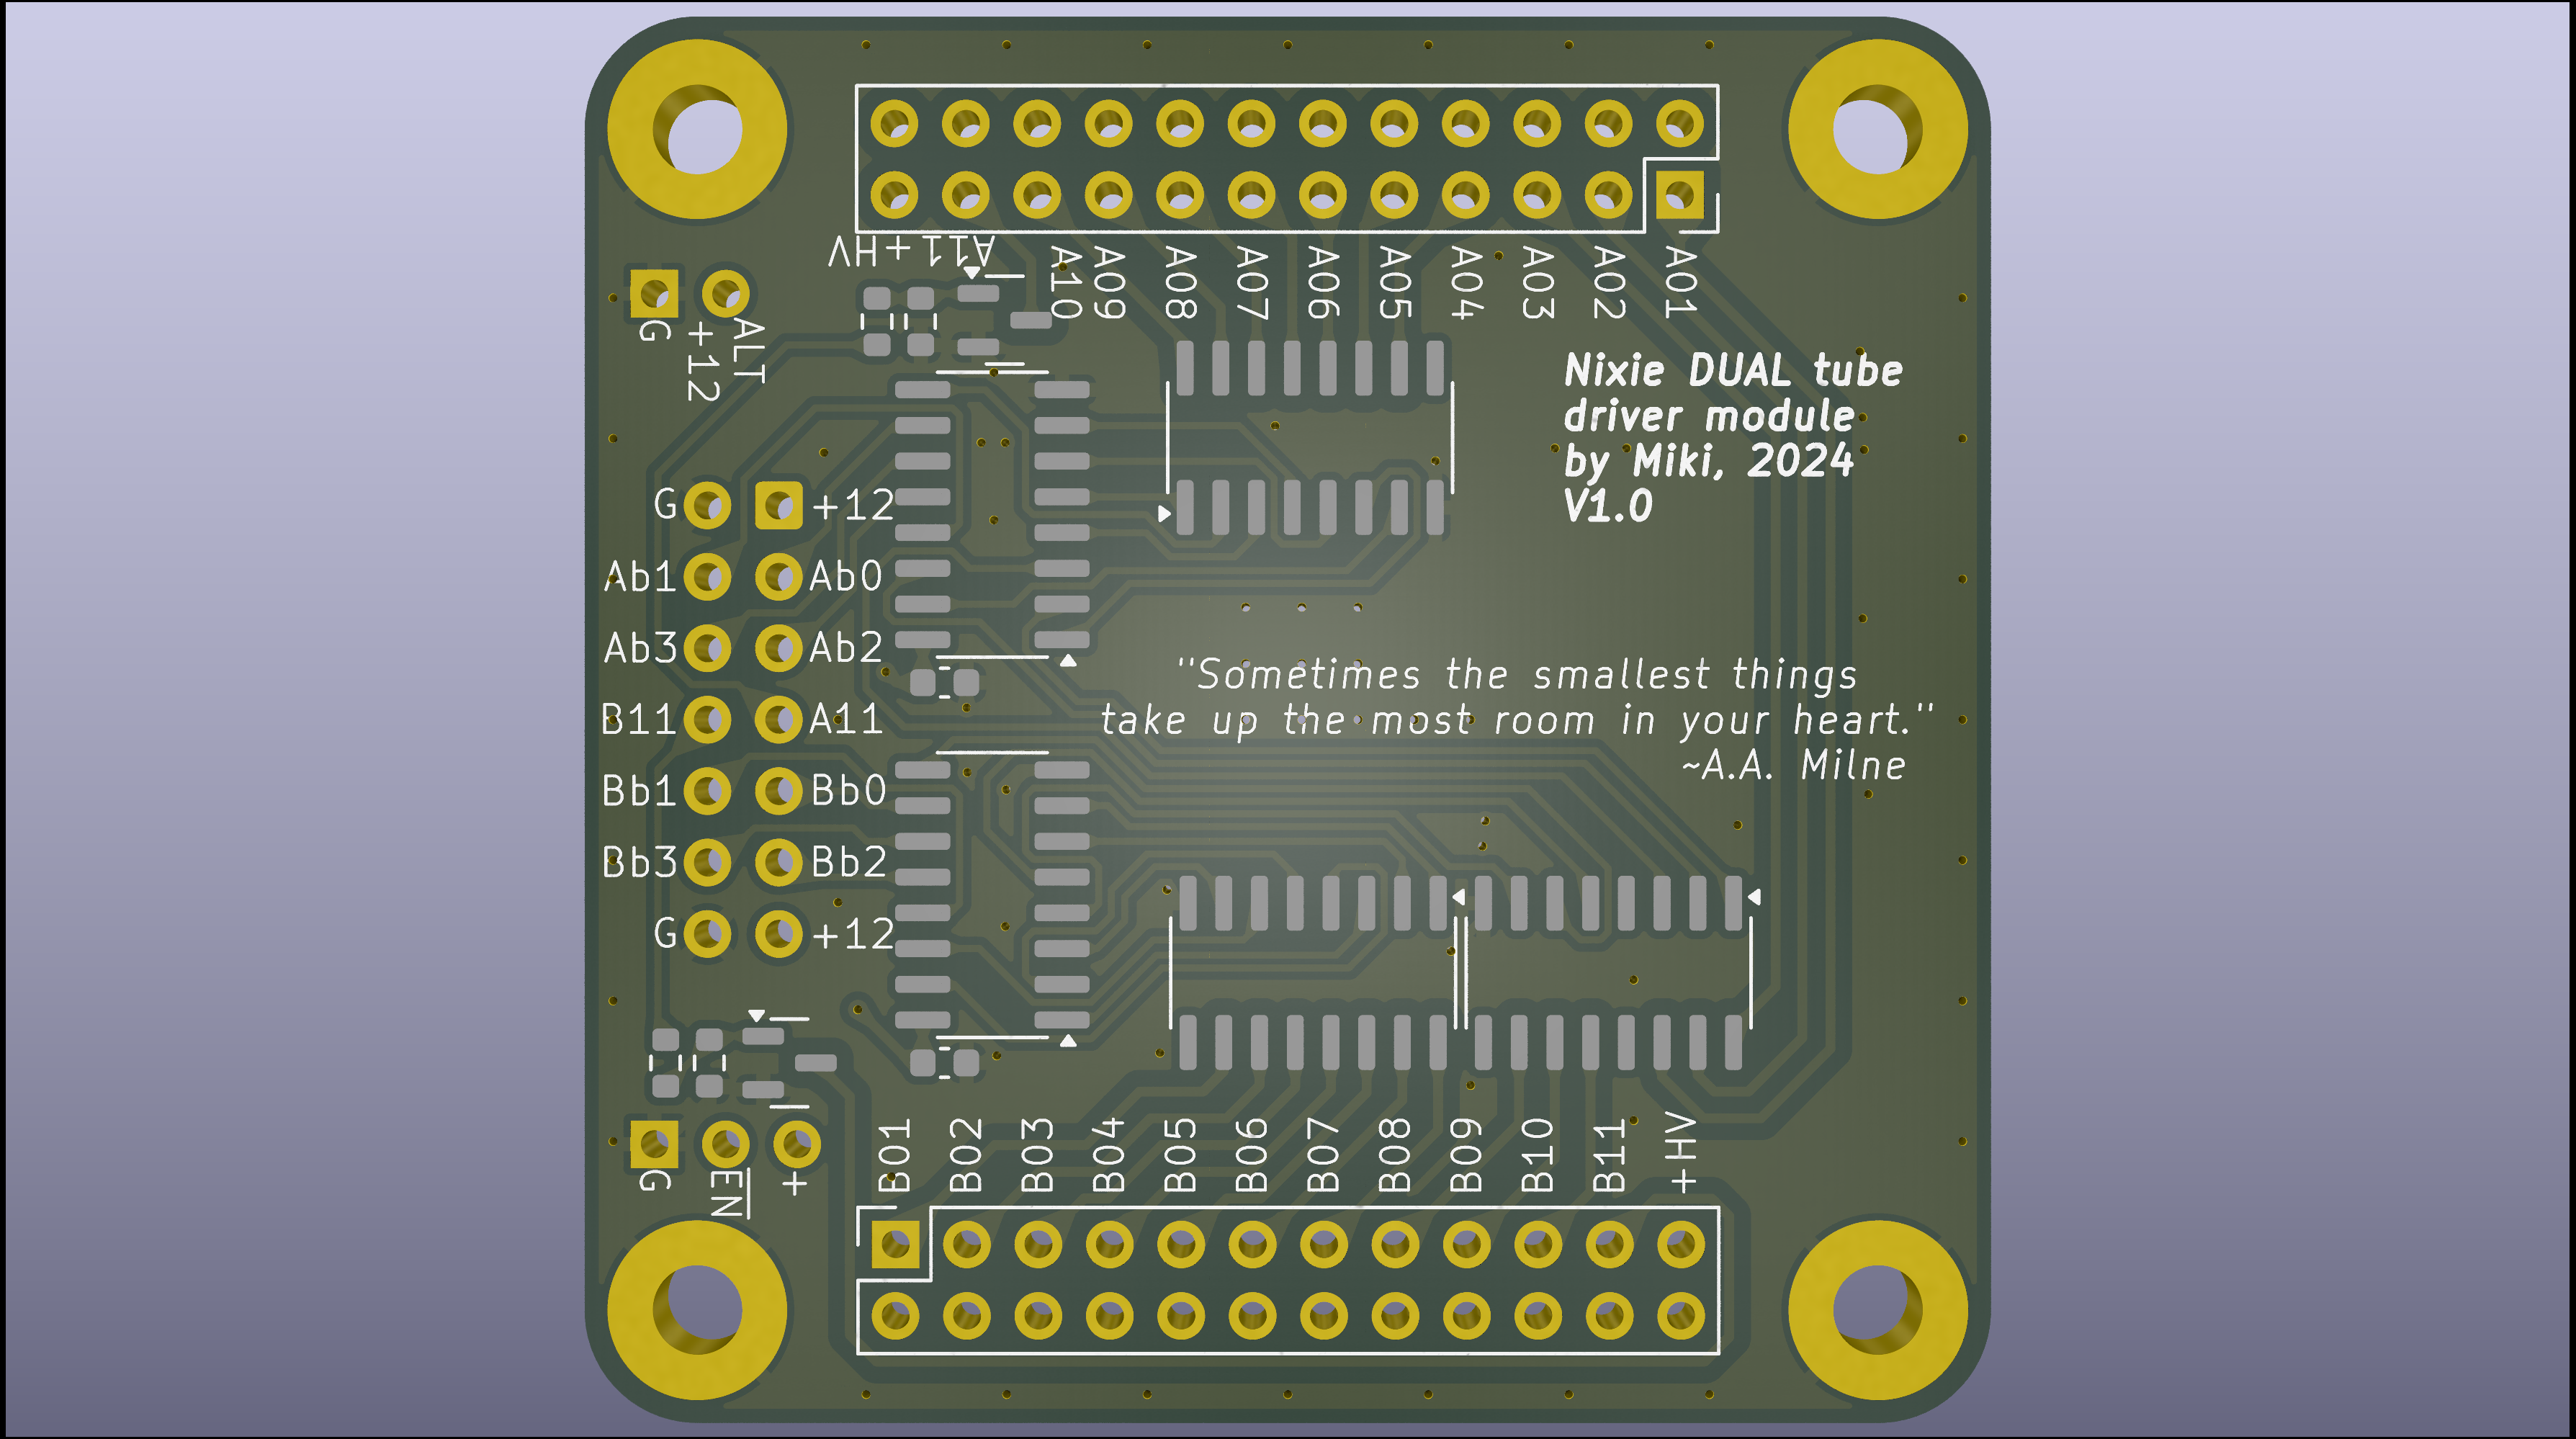 +HV
A11
A10
A09
A08
A07
A06
A05
A04
A03
A02
A01
G
+12
ALT
Nixie DUAL tube
driver module
by Miki, 2024
V1.0
G +12
Ab1 Ab0
Ab3 Ab2
B11 A11
Bb1 Bb0
Bb3 Bb2
G +12
"Sometimes the smallest things
take up the most room in your heart."
~A.A. Milne
G
EN
+
B01
B02
B03
B04
B05
B06
B07
B08
B09
B10
B11
+HV